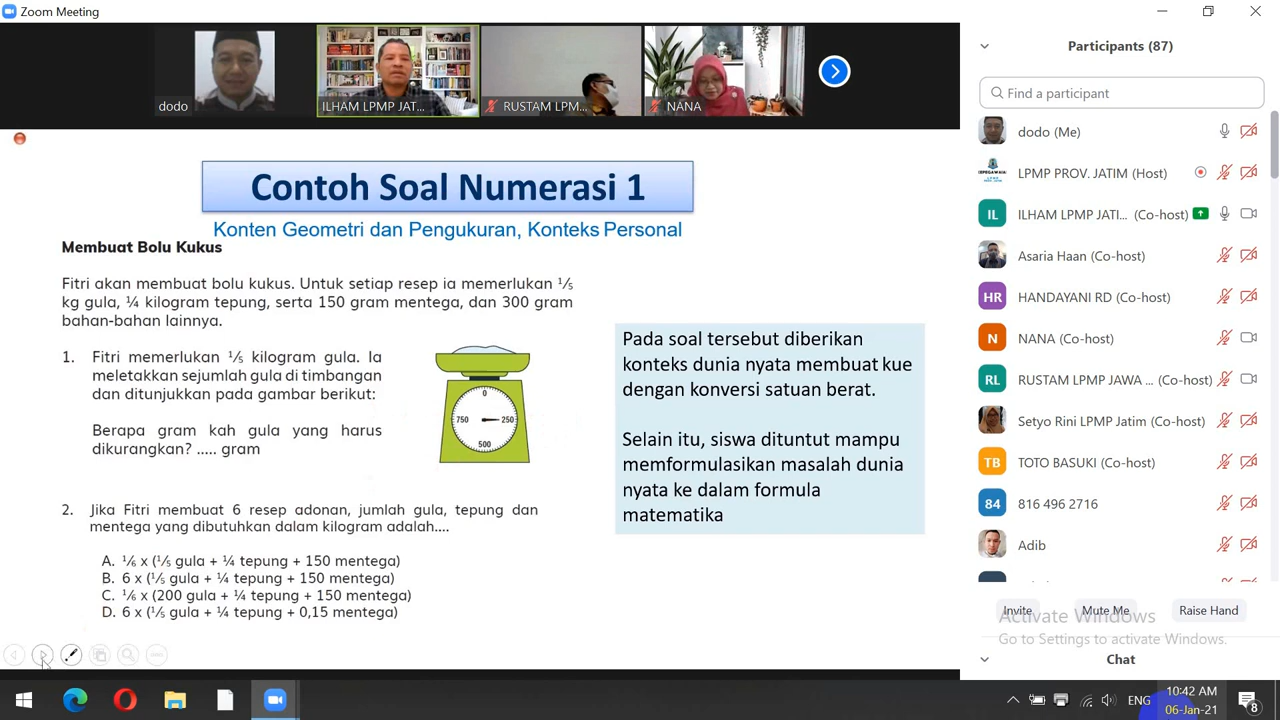 Zoom Meeting
dodo
ILHAM LPMP JAT...
RUSTAM LPM...
NANA
Contoh Soal Numerasi 1
Konten Geometri dan Pengukuran, Konteks Personal
Membuat Bolu Kukus
Fitri akan membuat bolu kukus. Untuk setiap resep ia memerlukan ⅕
kg gula, ¼ kilogram tepung, serta 150 gram mentega, dan 300 gram
bahan-bahan lainnya.
1. Fitri memerlukan ⅕ kilogram gula. Ia
meletakkan sejumlah gula di timbangan
dan ditunjukkan pada gambar berikut:
Berapa gram kah gula yang harus
dikurangkan? ..... gram
0
750
250
500
2. Jika Fitri membuat 6 resep adonan, jumlah gula, tepung dan
mentega yang dibutuhkan dalam kilogram adalah....
A. ⅙ x (⅕ gula + ¼ tepung + 150 mentega)
B. 6 x (⅕ gula + ¼ tepung + 150 mentega)
C. ⅙ x (200 gula + ¼ tepung + 150 mentega)
D. 6 x (⅕ gula + ¼ tepung + 0,15 mentega)
Pada soal tersebut diberikan
konteks dunia nyata membuat kue
dengan konversi satuan berat.
Selain itu, siswa dituntut mampu
memformulasikan masalah dunia
nyata ke dalam formula
matematika
Participants (87)
Find a participant
dodo (Me)
LPMP PROV. JATIM (Host)
IL ILHAM LPMP JATI... (Co-host)
Asaria Haan (Co-host)
HR HANDAYANI RD (Co-host)
N NANA (Co-host)
RL RUSTAM LPMP JAWA ... (Co-host)
Setyo Rini LPMP Jatim (Co-host)
TB TOTO BASUKI (Co-host)
84 816 496 2716
Adib
Invite
Mute Me
Raise Hand
Activate Windows
Go to Settings to activate Windows.
Chat
ENG
10:42 AM
06-Jan-21
8